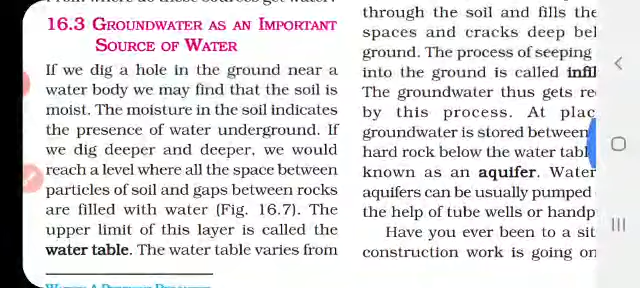 16.3 GROUNDWATER AS AN IMPORTANT
SOURCE OF WATER
If we dig a hole in the ground near a
water body we may find that the soil is
moist. The moisture in the soil indicates
the presence of water underground. If
we dig deeper and deeper, we would
reach a level where all the space between
particles of soil and gaps between rocks
are filled with water (Fig. 16.7). The
upper limit of this layer is called the
water table. The water table varies from
through the soil and fills the
spaces and cracks deep
ground. The process of seeping
into the ground is called
The groundwater thus gets
by this process. At
groundwater is stored between
hard rock below the water
known as an aquifer. Water
aquifers can be usually pumped
the help of tube wells or
Have you ever been to a
construction work is going on